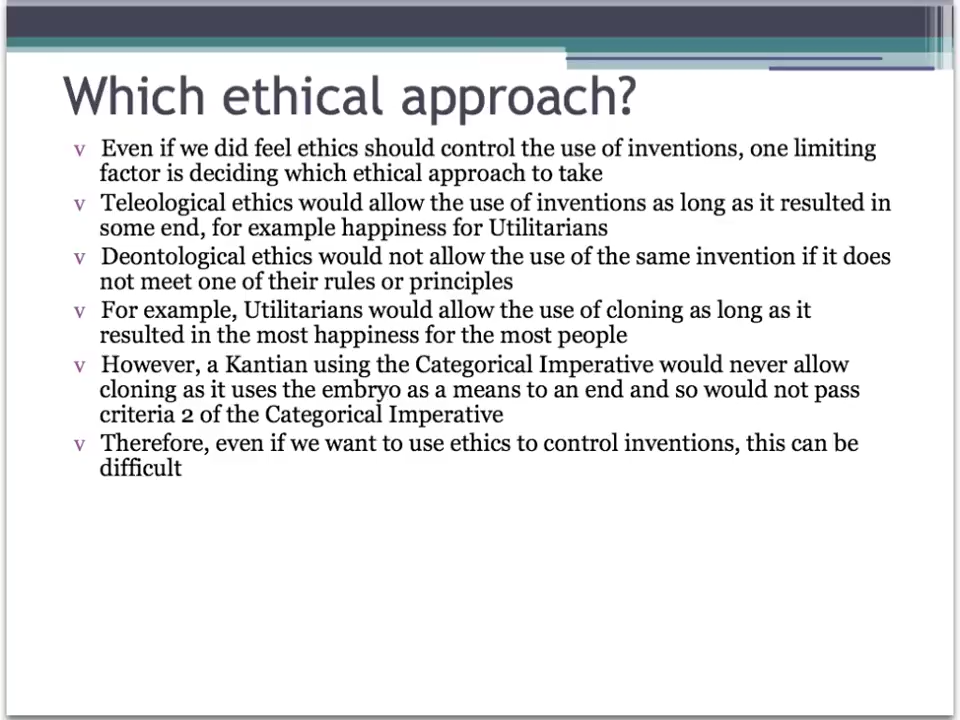 Which ethical approach?
v Even if we did feel ethics should control the use of inventions, one limiting
factor is deciding which ethical approach to take
v Teleological ethics would allow the use of inventions as long as it resulted in
some end, for example happiness for Utilitarians
v Deontological ethics would not allow the use of the same invention if it does
not meet one of their rules or principles
v For example, Utilitarians would allow the use of cloning as long as it
resulted in the most happiness for the most people
v However, a Kantian using the Categorical Imperative would never allow
cloning as it uses the embryo as a means to an end and so would not pass
criteria 2 of the Categorical Imperative
v Therefore, even if we want to use ethics to control inventions, this can be
difficult